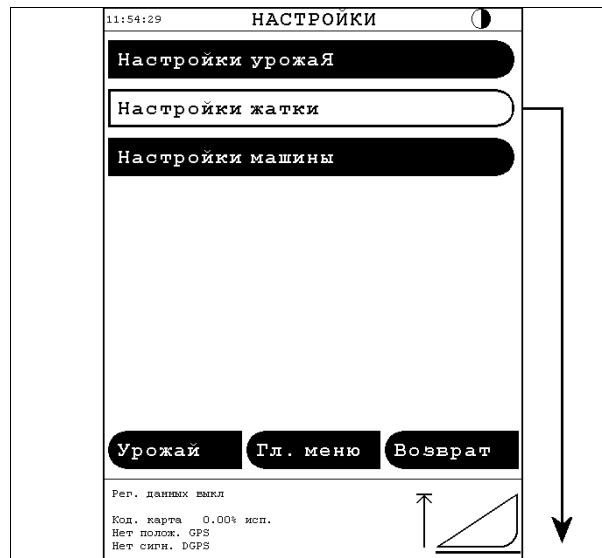 11:54:29 НАСТРОЙКИ
Настройки урожаЯ
Настройки жатки
Настройки машины
Урожай Гл. меню Возврат
Рег. данных выкл
Код. карта 0.00% исп.
Нет полож. GPS
Нет сигн. DGPS